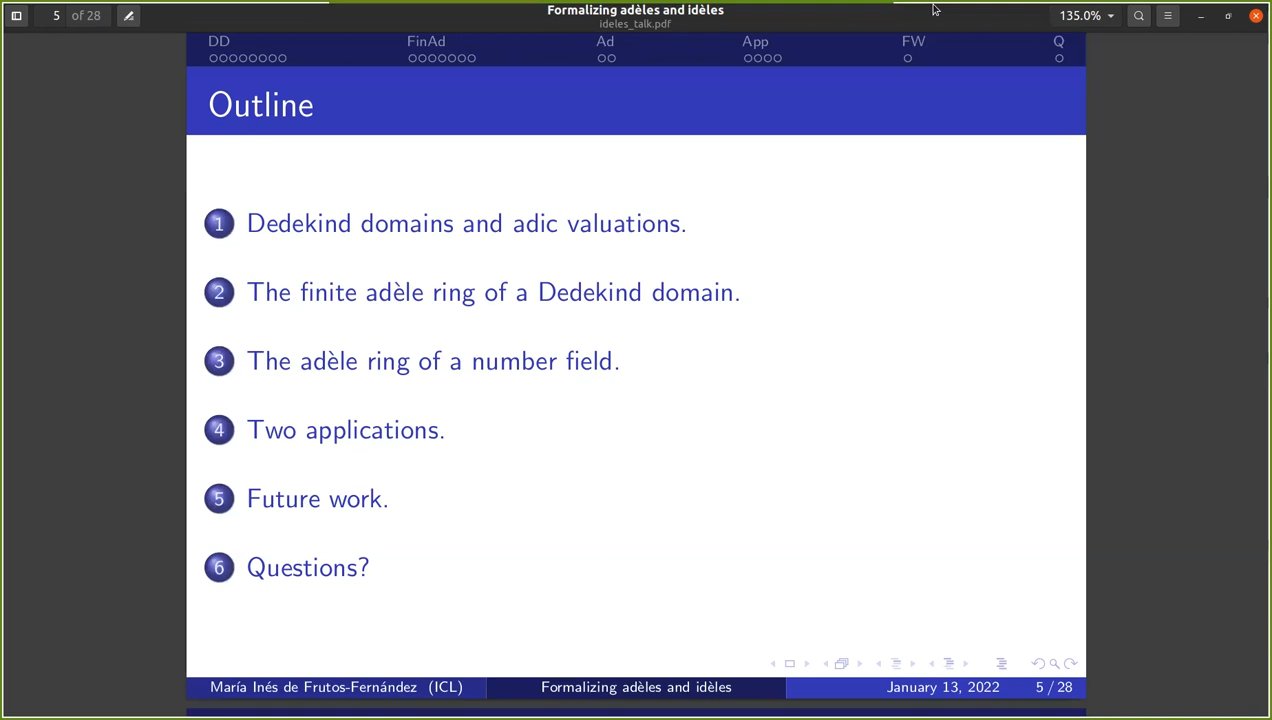 Formalizing adèles and idèles
ideles_talk.pdf
5 of 28
135.0%
DD FinAd Ad App FW Q
Outline
1 Dedekind domains and adic valuations.
2 The finite adèle ring of a Dedekind domain.
3 The adèle ring of a number field.
4 Two applications.
5 Future work.
6 Questions?
María Inés de Frutos-Fernández (ICL) Formalizing adèles and idèles January 13, 2022 5 / 28